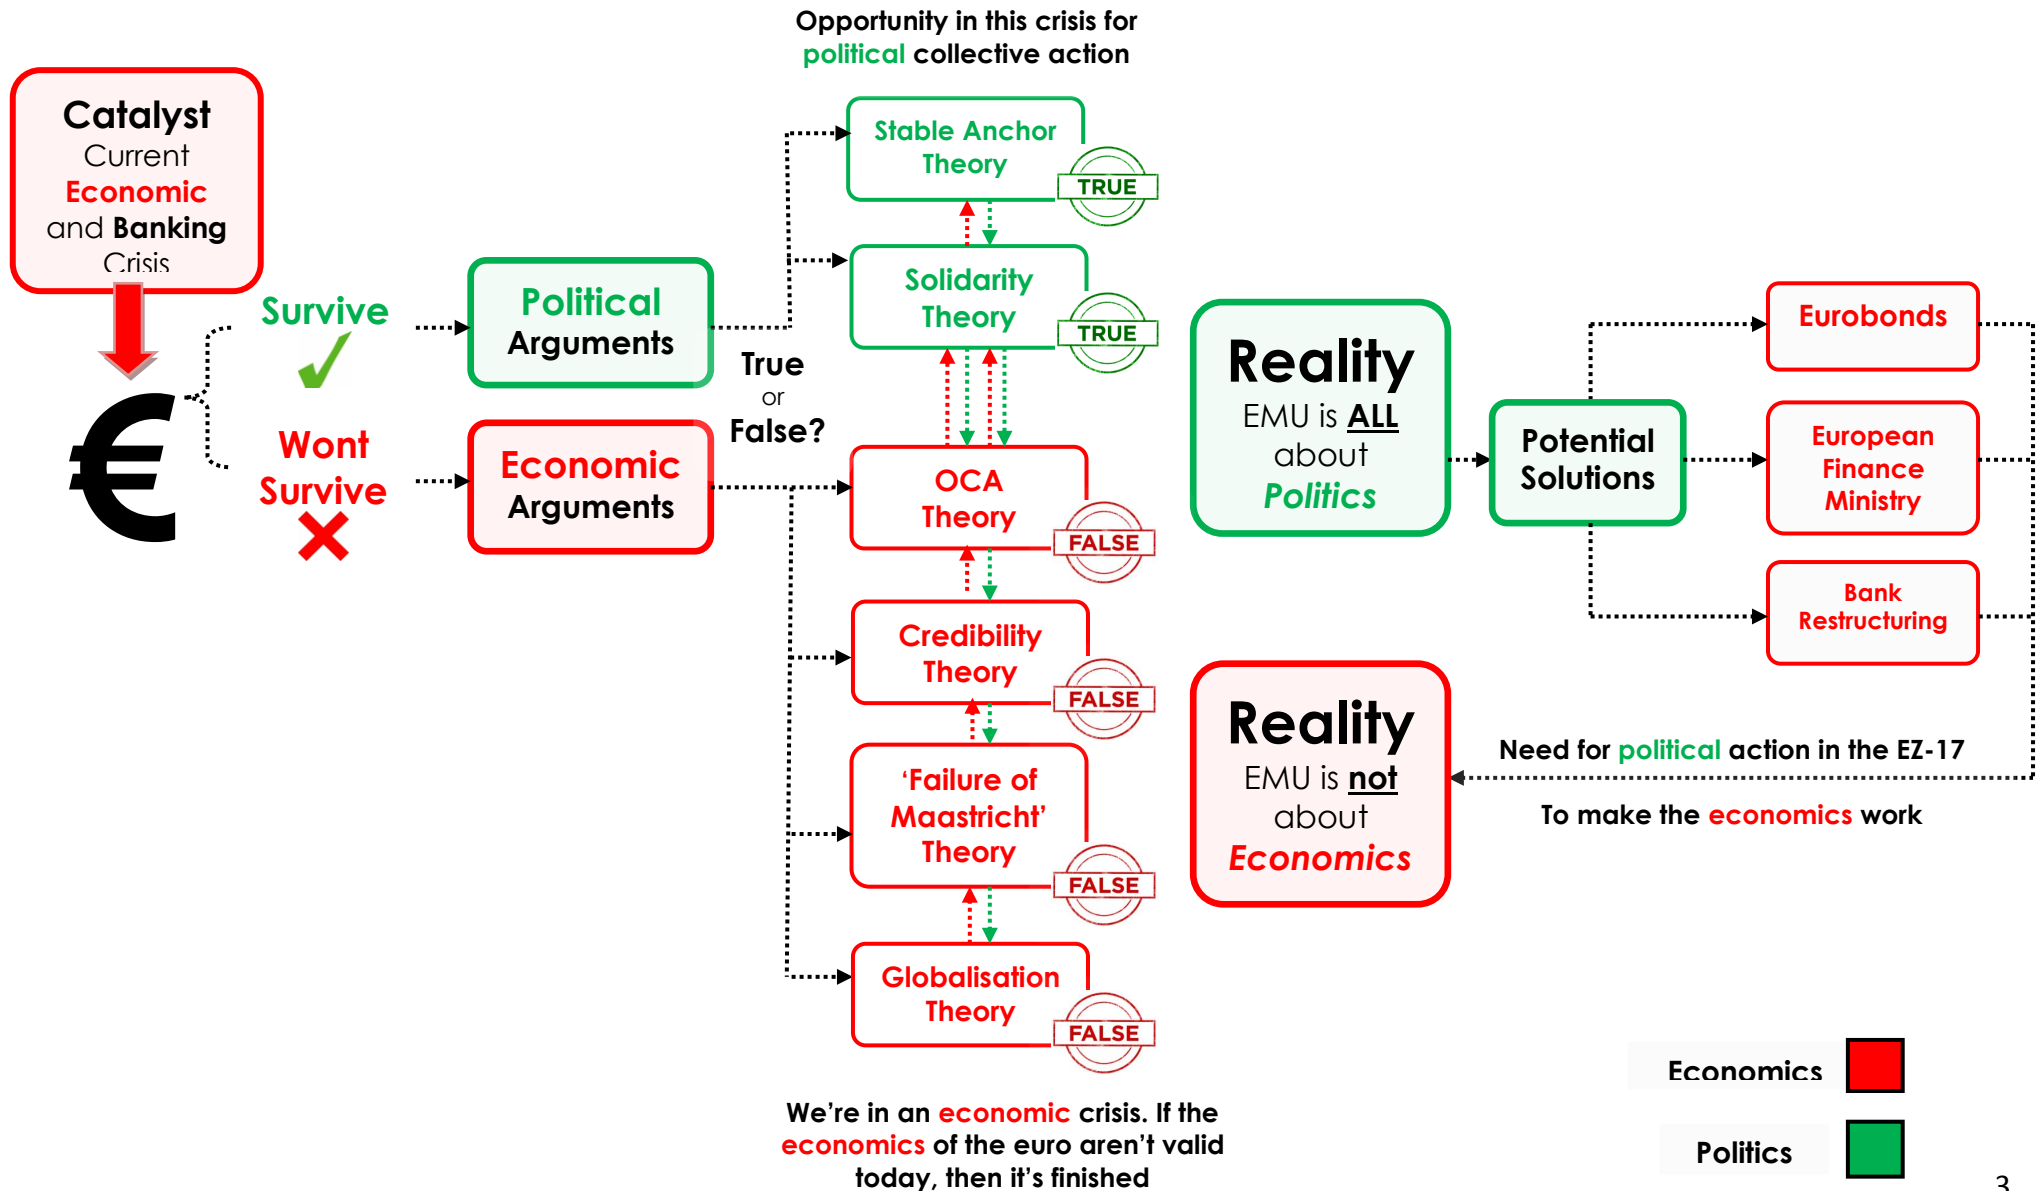 Opportunity in this crisis for
political collective action
Catalyst
Current
Economic
and Banking
Crisis
€
Survive
Wont
Survive
Political
Arguments
Economic
Arguments
True
or
False?
Stable Anchor
Theory
TRUE
Solidarity
Theory
TRUE
OCA
Theory
FALSE
Credibility
Theory
FALSE
‘Failure of
Maastricht’
Theory
FALSE
Globalisation
Theory
FALSE
We’re in an economic crisis. If the
economics of the euro aren’t valid
today, then it’s finished
Reality
EMU is ALL
about
Politics
Reality
EMU is not
about
Economics
Potential
Solutions
Eurobonds
European
Finance
Ministry
Bank
Restructuring
Need for political action in the EZ-17
To make the economics work
Economics
Politics
3